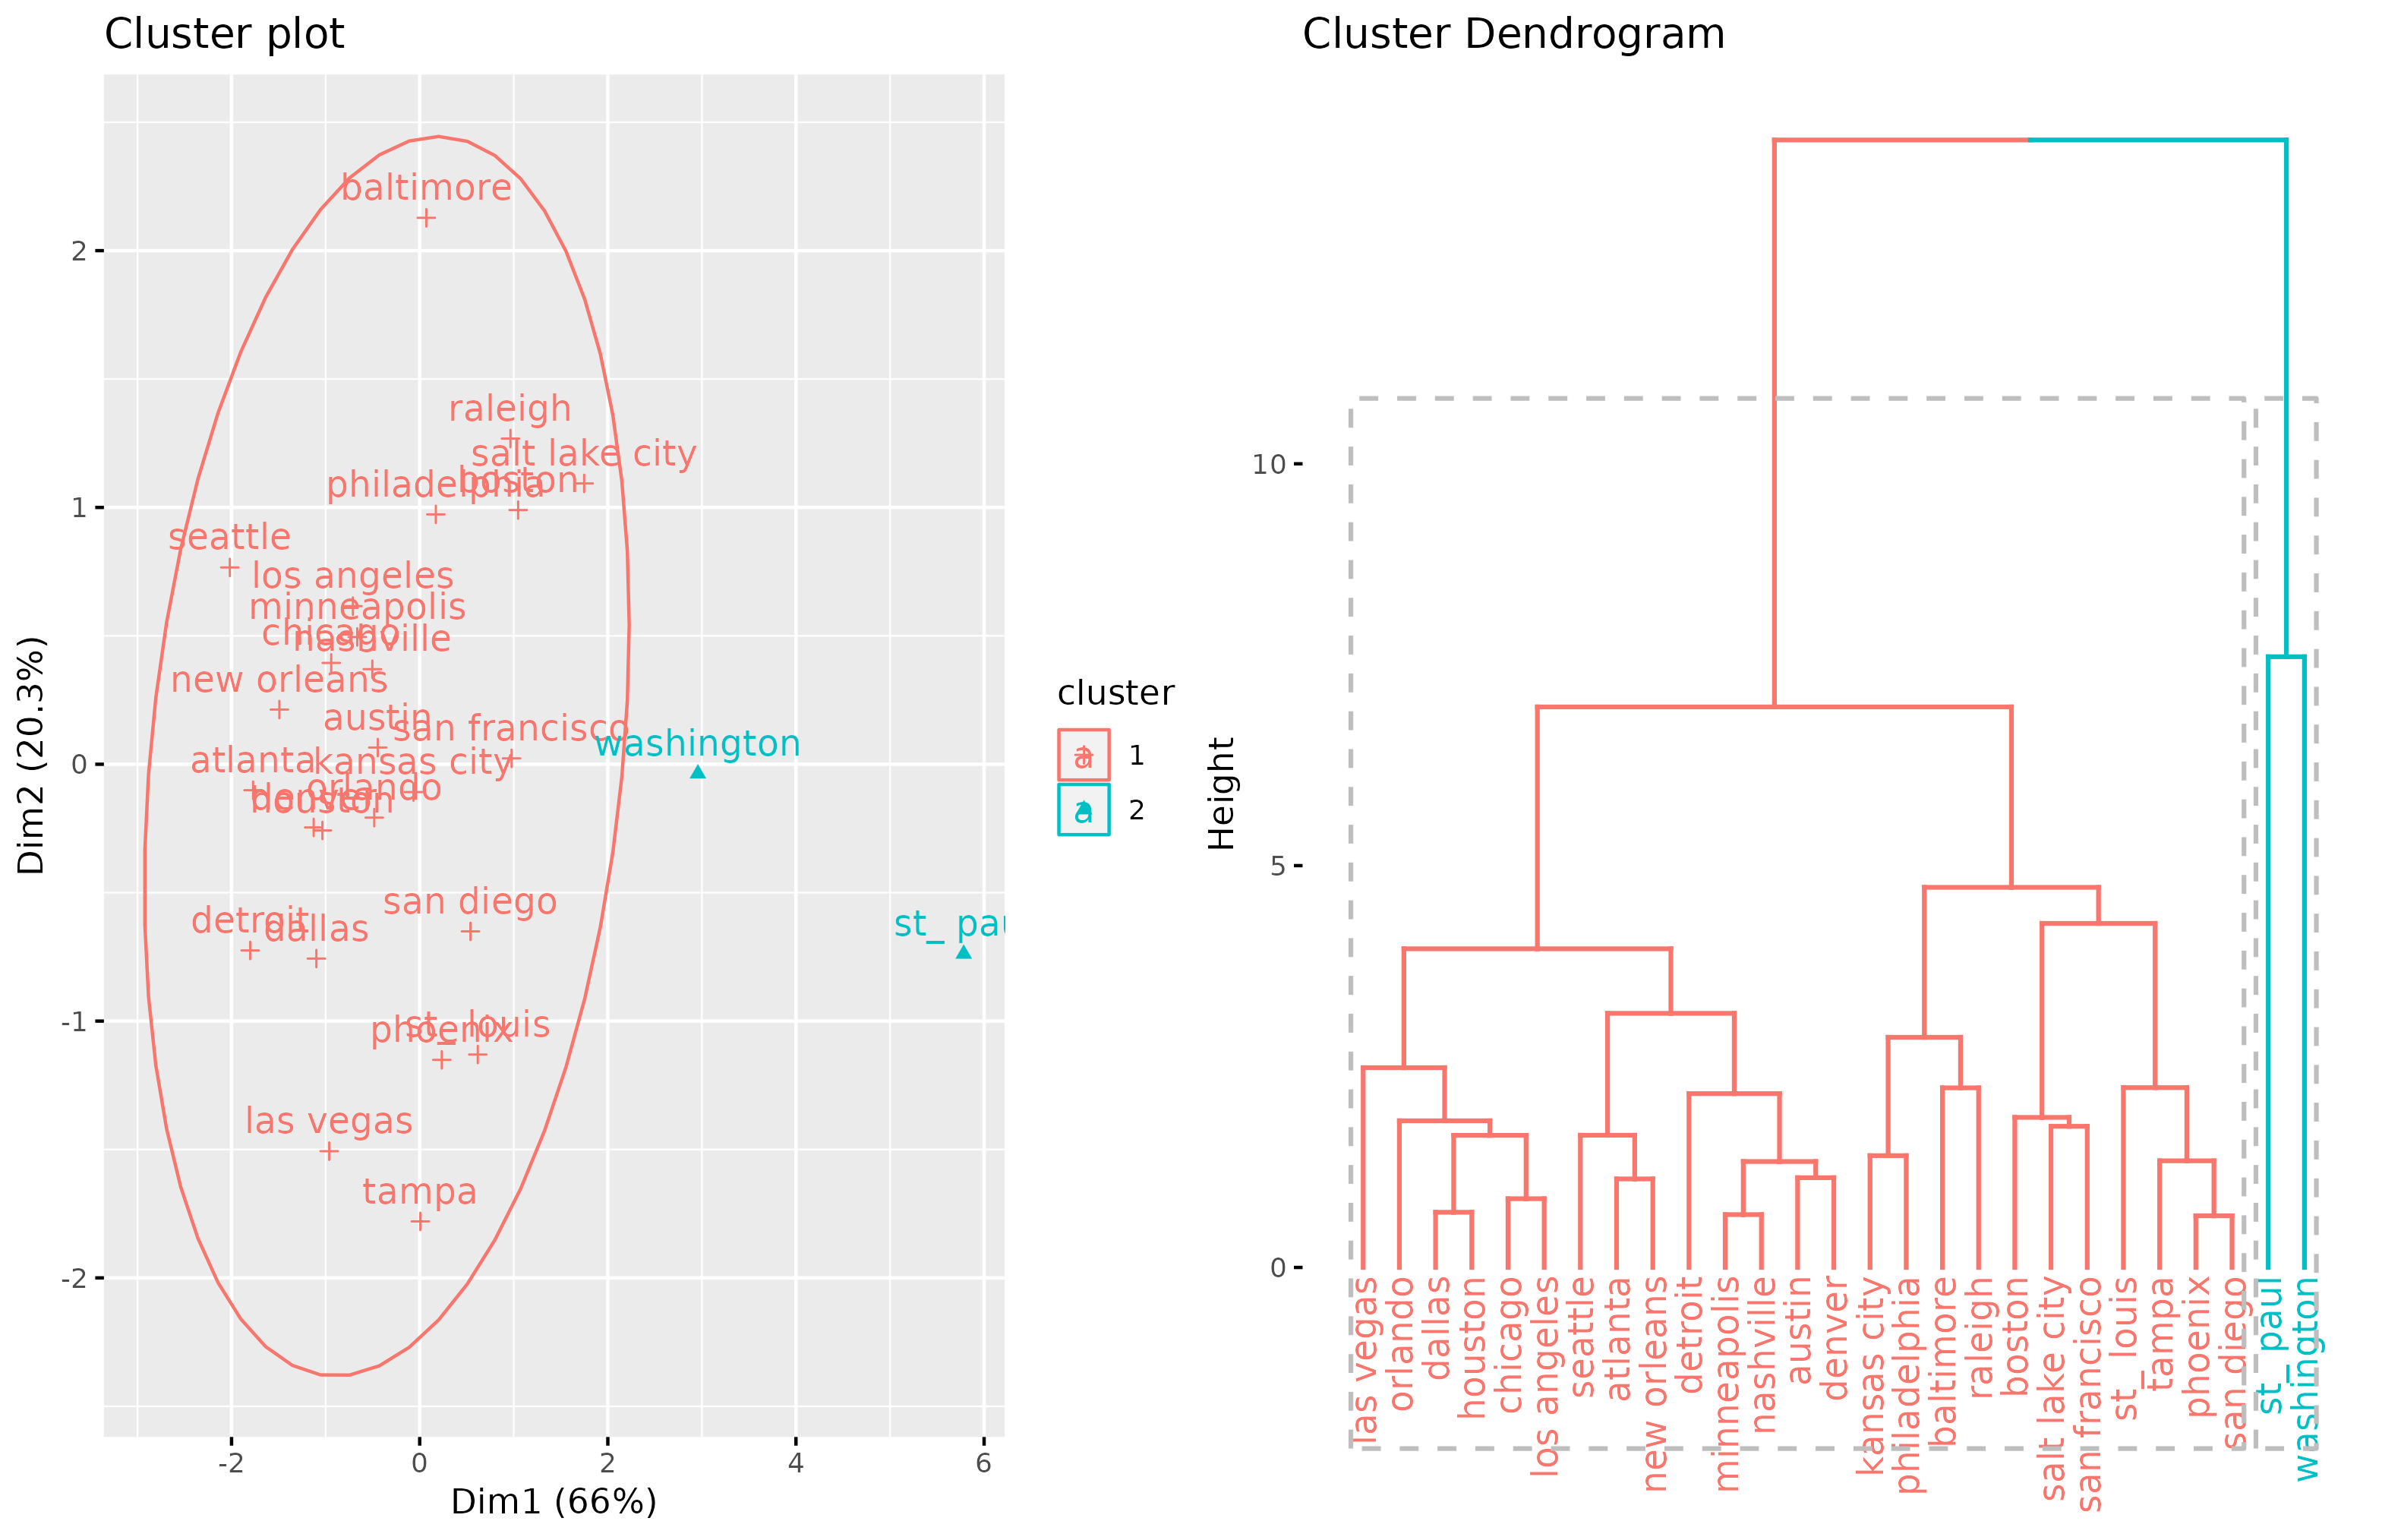 Cluster plot
baltimore
raleigh
salt lake city
philadelphia
boston
seattle
los angeles
minneapolis
chicago
nashville
new orleans
austin
san francisco
washington
atlanta
kansas city
orlando
denver
houston
san diego
st_ pau
detroit
dallas
st_ louis
phoenix
las vegas
tampa
2
1
0
-1
-2
-2
0
2
4
6
Dim1 (66%)
Dim2 (20.3%)
cluster
a 1
a 2
Cluster Dendrogram
Height
10
5
0
las vegas
orlando
dallas
houston
chicago
los angeles
seattle
atlanta
new orleans
detroit
minneapolis
nashville
austin
denver
kansas city
philadelphia
baltimore
raleigh
boston
salt lake city
san francisco
st_ louis
tampa
phoenix
san diego
st_ paul
washington